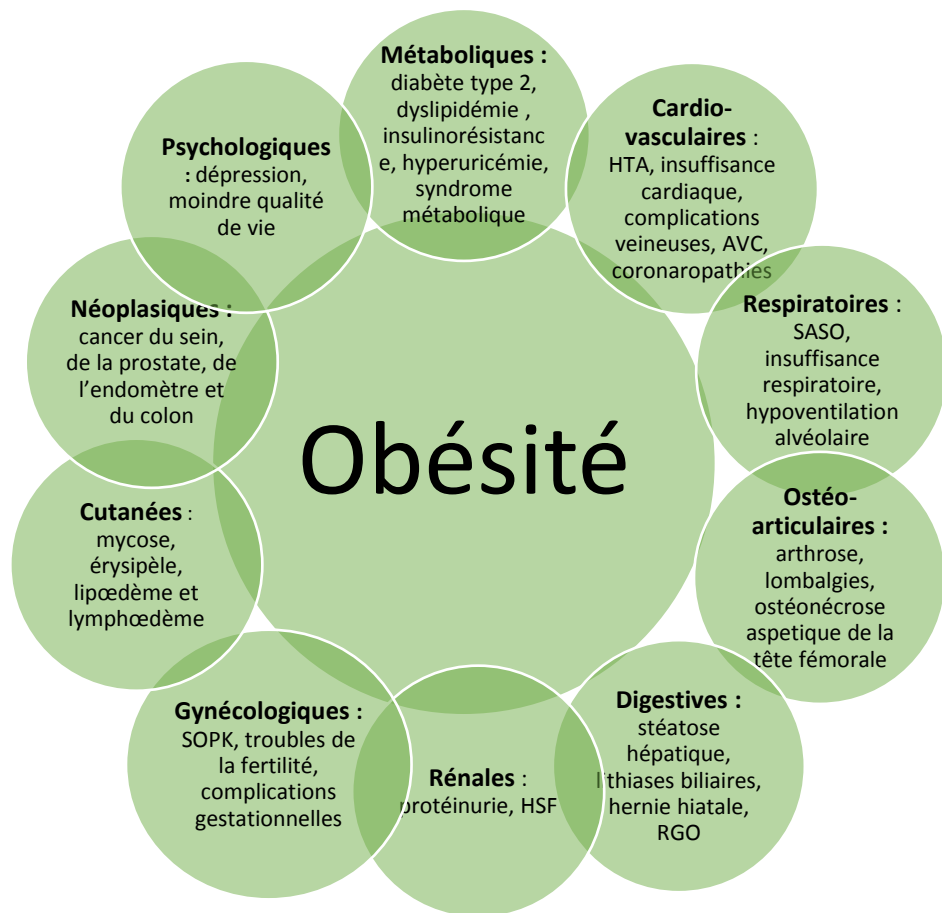 Métaboliques :
diabète type 2,
dyslipidémie ,
insulinorésistanc
e, hyperuricémie,
syndrome
métabolique
Cardio-
vasculaires :
HTA, insuffisance
cardiaque,
complications
veineuses, AVC,
coronaropathies
Respiratoires :
SASO,
insuffisance
respiratoire,
hypoventilation
alvéolaire
Ostéo-
articulaires :
arthrose,
lombalgies,
ostéonécrose
aspetique de la
tête fémorale
Digestives :
stéatose
hépatique,
lithiases biliaires,
hernie hiatale,
RGO
Rénales :
protéinurie, HSF
Gynécologiques :
SOPK, troubles de
la fertilité,
complications
gestationnelles
Cutanées :
mycose,
érysipèle,
lipœdème et
lymphœdème
Néoplasiques :
cancer du sein,
de la prostate, de
l’endomètre et
du colon
Psychologiques
: dépression,
moindre qualité
de vie
Obésité